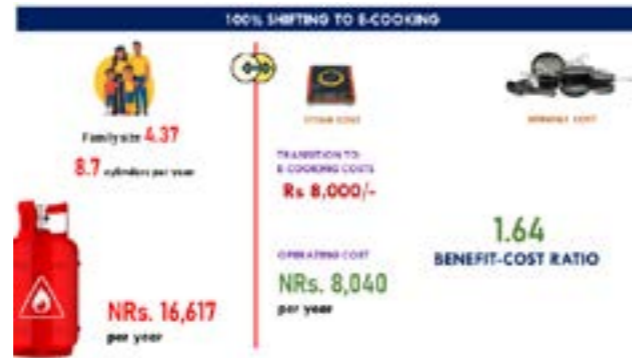 100% SHIFTING TO E-COOKING
Family size 4.37
8.7 cylinders per year
NRs. 16,617
per year
TRANSITION TO
E-COOKING COSTS
Rs 8,000/-
OPERATING COST
NRs. 8,040
per year
COST
1.64
BENEFIT-COST RATIO